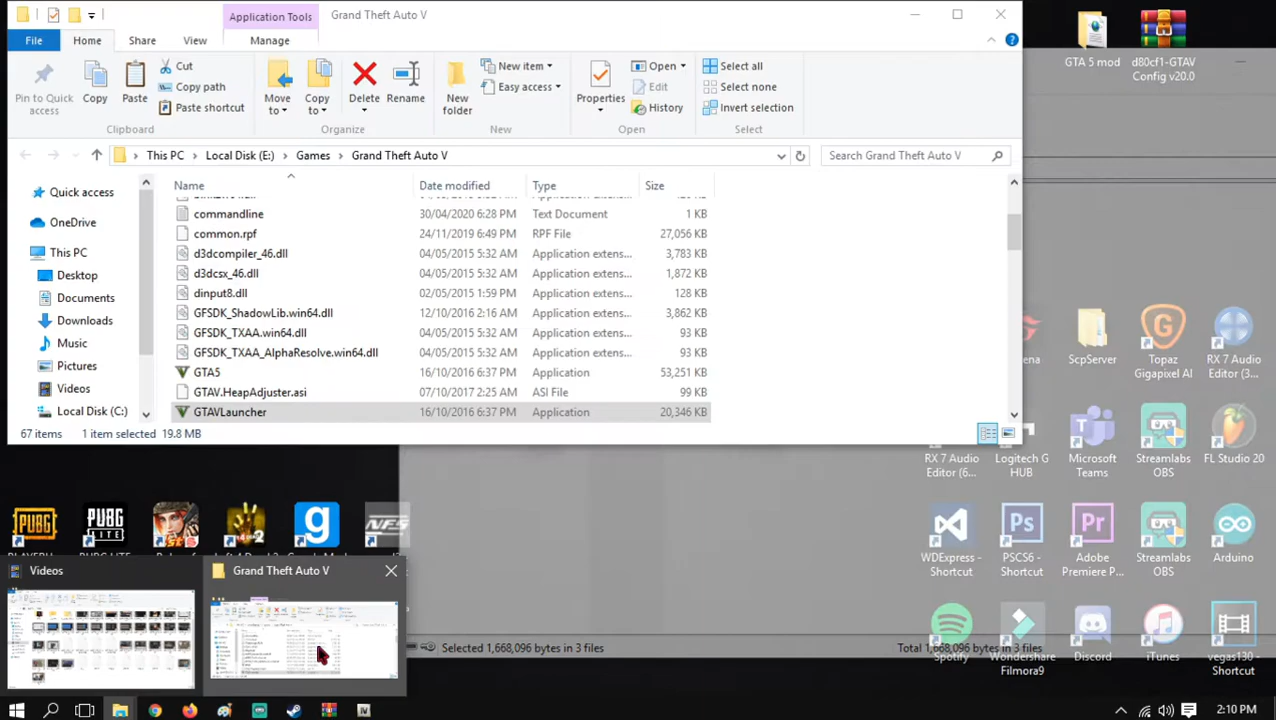 Application Tools
Grand Theft Auto V
File
Home
Share
View
Manage
Pin to Quick access
Copy
Paste
Cut
Copy path
Paste shortcut
Clipboard
Move to
Copy to
Delete
Rename
Organize
New folder
New item
Easy access
New
Properties
Open
Edit
History
Open
Select all
Select none
Invert selection
Select
This PC
Local Disk (E:)
Games
Grand Theft Auto V
Search Grand Theft Auto V
Name
Date modified
Type
Size
commandline 30/04/2020 6:28 PM Text Document 1 KB
common.rpf 24/11/2019 6:49 PM RPF File 27,056 KB
d3dcompiler_46.dll 04/05/2015 5:32 AM Application extens... 3,783 KB
d3dcsx_46.dll 04/05/2015 5:32 AM Application extens... 1,872 KB
dinput8.dll 02/05/2015 1:59 PM Application extens... 128 KB
GFSDK_ShadowLib.win64.dll 12/10/2016 2:16 AM Application extens... 3,862 KB
GFSDK_TXAA.win64.dll 04/05/2015 5:32 AM Application extens... 93 KB
GFSDK_TXAA_AlphaResolve.win64.dll 04/05/2015 5:32 AM Application extens... 93 KB
GTA5 16/10/2016 6:37 PM Application 53,251 KB
GTAV.HeapAdjuster.asi 07/10/2017 2:25 AM ASI File 99 KB
GTAVLauncher 16/10/2016 6:37 PM Application 20,346 KB
Quick access
OneDrive
This PC
Desktop
Documents
Downloads
Music
Pictures
Videos
Local Disk (C:)
67 items
1 item selected 19.8 MB
GTA 5 mod
d80cf1-GTAV
Config v20.0
ScpServer
Topaz
Gigapixel AI
RX 7 Audio
Editor (3...
RX 7 Audio
Editor (6...
Logitech G
HUB
Microsoft
Teams
Streamlabs
OBS
FL Studio 20
PUBG
PUBG
LITE
NFS
WDExpress -
Shortcut
PSCS6 -
Shortcut
Adobe
Premiere P...
Streamlabs
OBS
Arduino
Videos
Grand Theft Auto V
Selected 1,668,096 bytes in 3 files
Total 1,668,096 bytes in 3 files
Spotify
Wondershare
Filmora9
Discord
iTunes
vegas130 -
Shortcut
2:10 PM